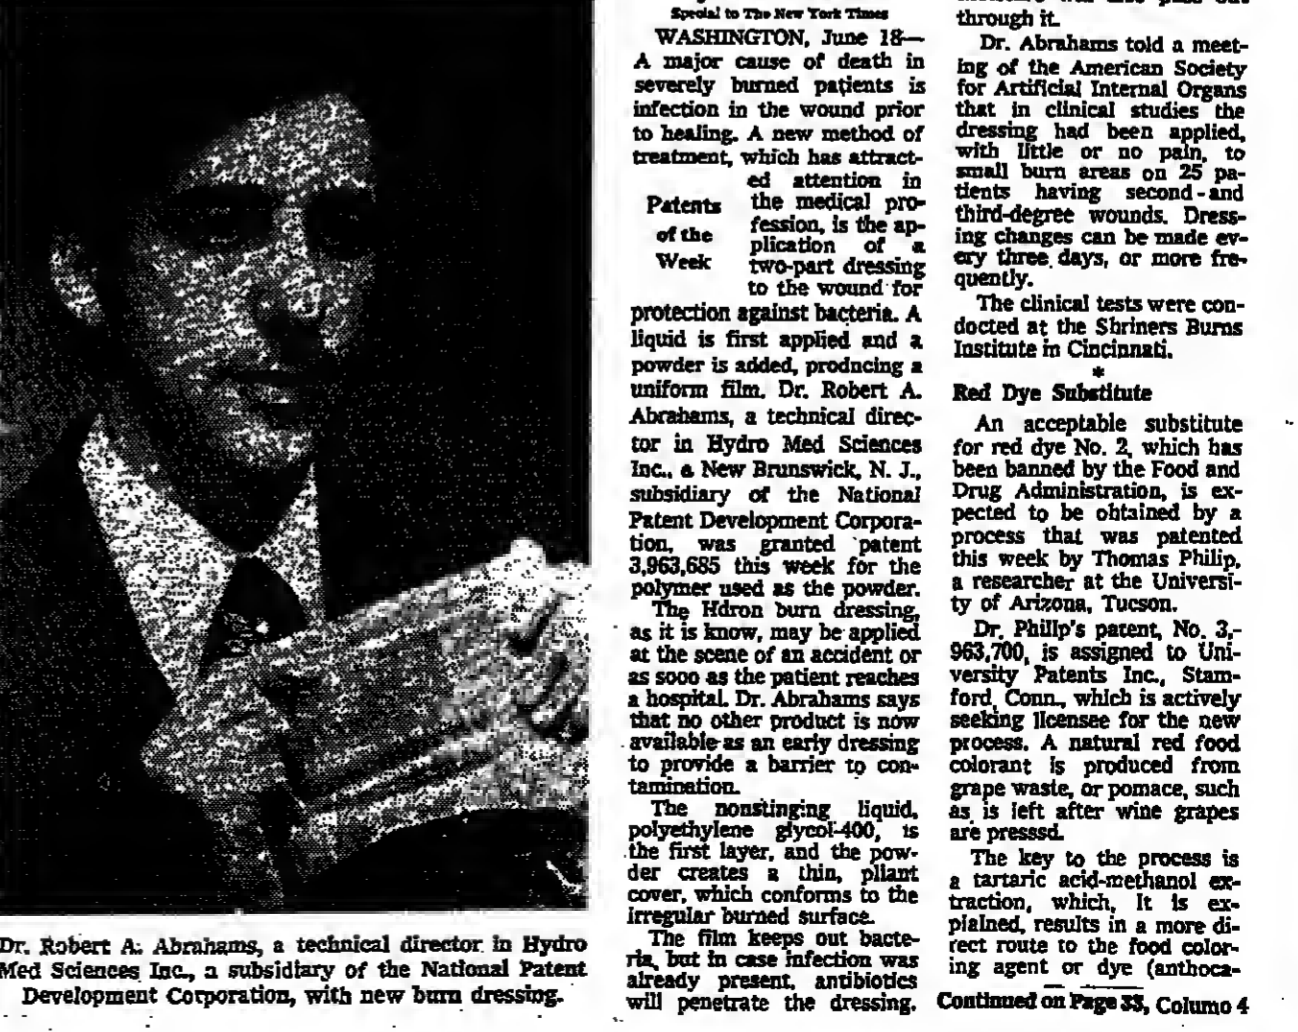 Special to The New York Times
WASHINGTON, June 18—
A major cause of death in
severely burned patients is
infection in the wound prior
to healing. A new method of
treatment, which has attract-
ed attention in
the medical pro-
fession, is the ap-
plication of a
two-part dressing
to the wound for
Patents
of the
Week
protection against bacteria. A
liquid is first applied and a
powder is added, producing a
uniform film. Dr. Robert A.
Abrahams, a technical direc-
tor in Hydro Med Sciences
Inc., a New Brunswick, N. J.,
subsidiary of the National
Patent Development Corpora-
tion, was granted patent
3,963,685 this week for the
polymer used as the powder.
The Hdron burn dressing,
as it is know, may be applied
at the scene of an accident or
as soon as the patient reaches
a hospital. Dr. Abrahams says
that no other product is now
available as an early dressing
to provide a barrier to con-
tamination.
The nonstinging liquid,
polyethylene glycol-400, is
the first layer, and the pow-
der creates a thin, pliant
cover, which conforms to the
irregular burned surface.
The film keeps out bacte-
ria, but in case infection was
already present, antibiotics
will penetrate the dressing.
through it.
Dr. Abrahams told a meet-
ing of the American Society
for Artificial Internal Organs
that in clinical studies the
dressing had been applied,
with little or no pain, to
small burn areas on 25 pa-
tients having second-and
third-degree wounds. Dress-
ing changes can be made ev-
ery three days, or more fre-
quently.
The clinical tests were con-
docted at the Shriners Burns
Institute in Cincinnati.
*
Red Dye Substitute
An acceptable substitute
for red dye No. 2, which has
been banned by the Food and
Drug Administration, is ex-
pected to be obtained by a
process that was patented
this week by Thomas Philip,
a researcher at the Universi-
ty of Arizona, Tucson.
Dr. Philip's patent, No. 3,-
963,700, is assigned to Uni-
versity Patents Inc., Stam-
ford, Conn., which is actively
seeking licensee for the new
process. A natural red food
colorant is produced from
grape waste, or pomace, such
as is left after wine grapes
are presssd.
The key to the process is
a tartaric acid-methanol ex-
traction, which, it is ex-
plained, results in a more di-
rect route to the food color-
ing agent or dye (anthoca-
Continued on Page 33, Column 4
Dr. Robert A. Abrahams, a technical director in Hydro
Med Sciences Inc., a subsidiary of the National Patent
Development Corporation, with new burn dressing.